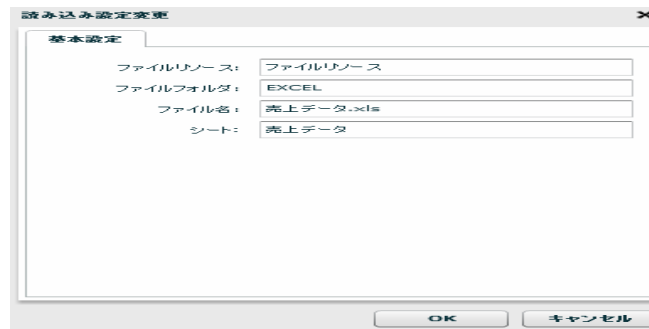 読み込み設定変更
基本設定
ファイルリソース: ファイルリソース
ファイルフォルダ: EXCEL
ファイル名: 売上データ.xls
シート: 売上データ
OK キャンセル